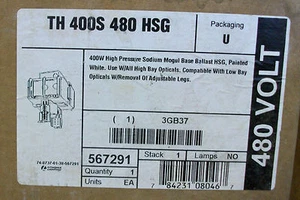 TH 400S 480 HSG
Packaging
U
400W High Pressure Sodium Mogul Base Ballast HSG, Painted
White. Use W/All High Bay Opticals, Compatible With Low Bay
Opticals W/Removal Of Adjustable Legs.
480 VOLT
( 1) 3GB37
567291
Stack 1
Lamps NO
Quantity 1
Units EA
7 84231 08046